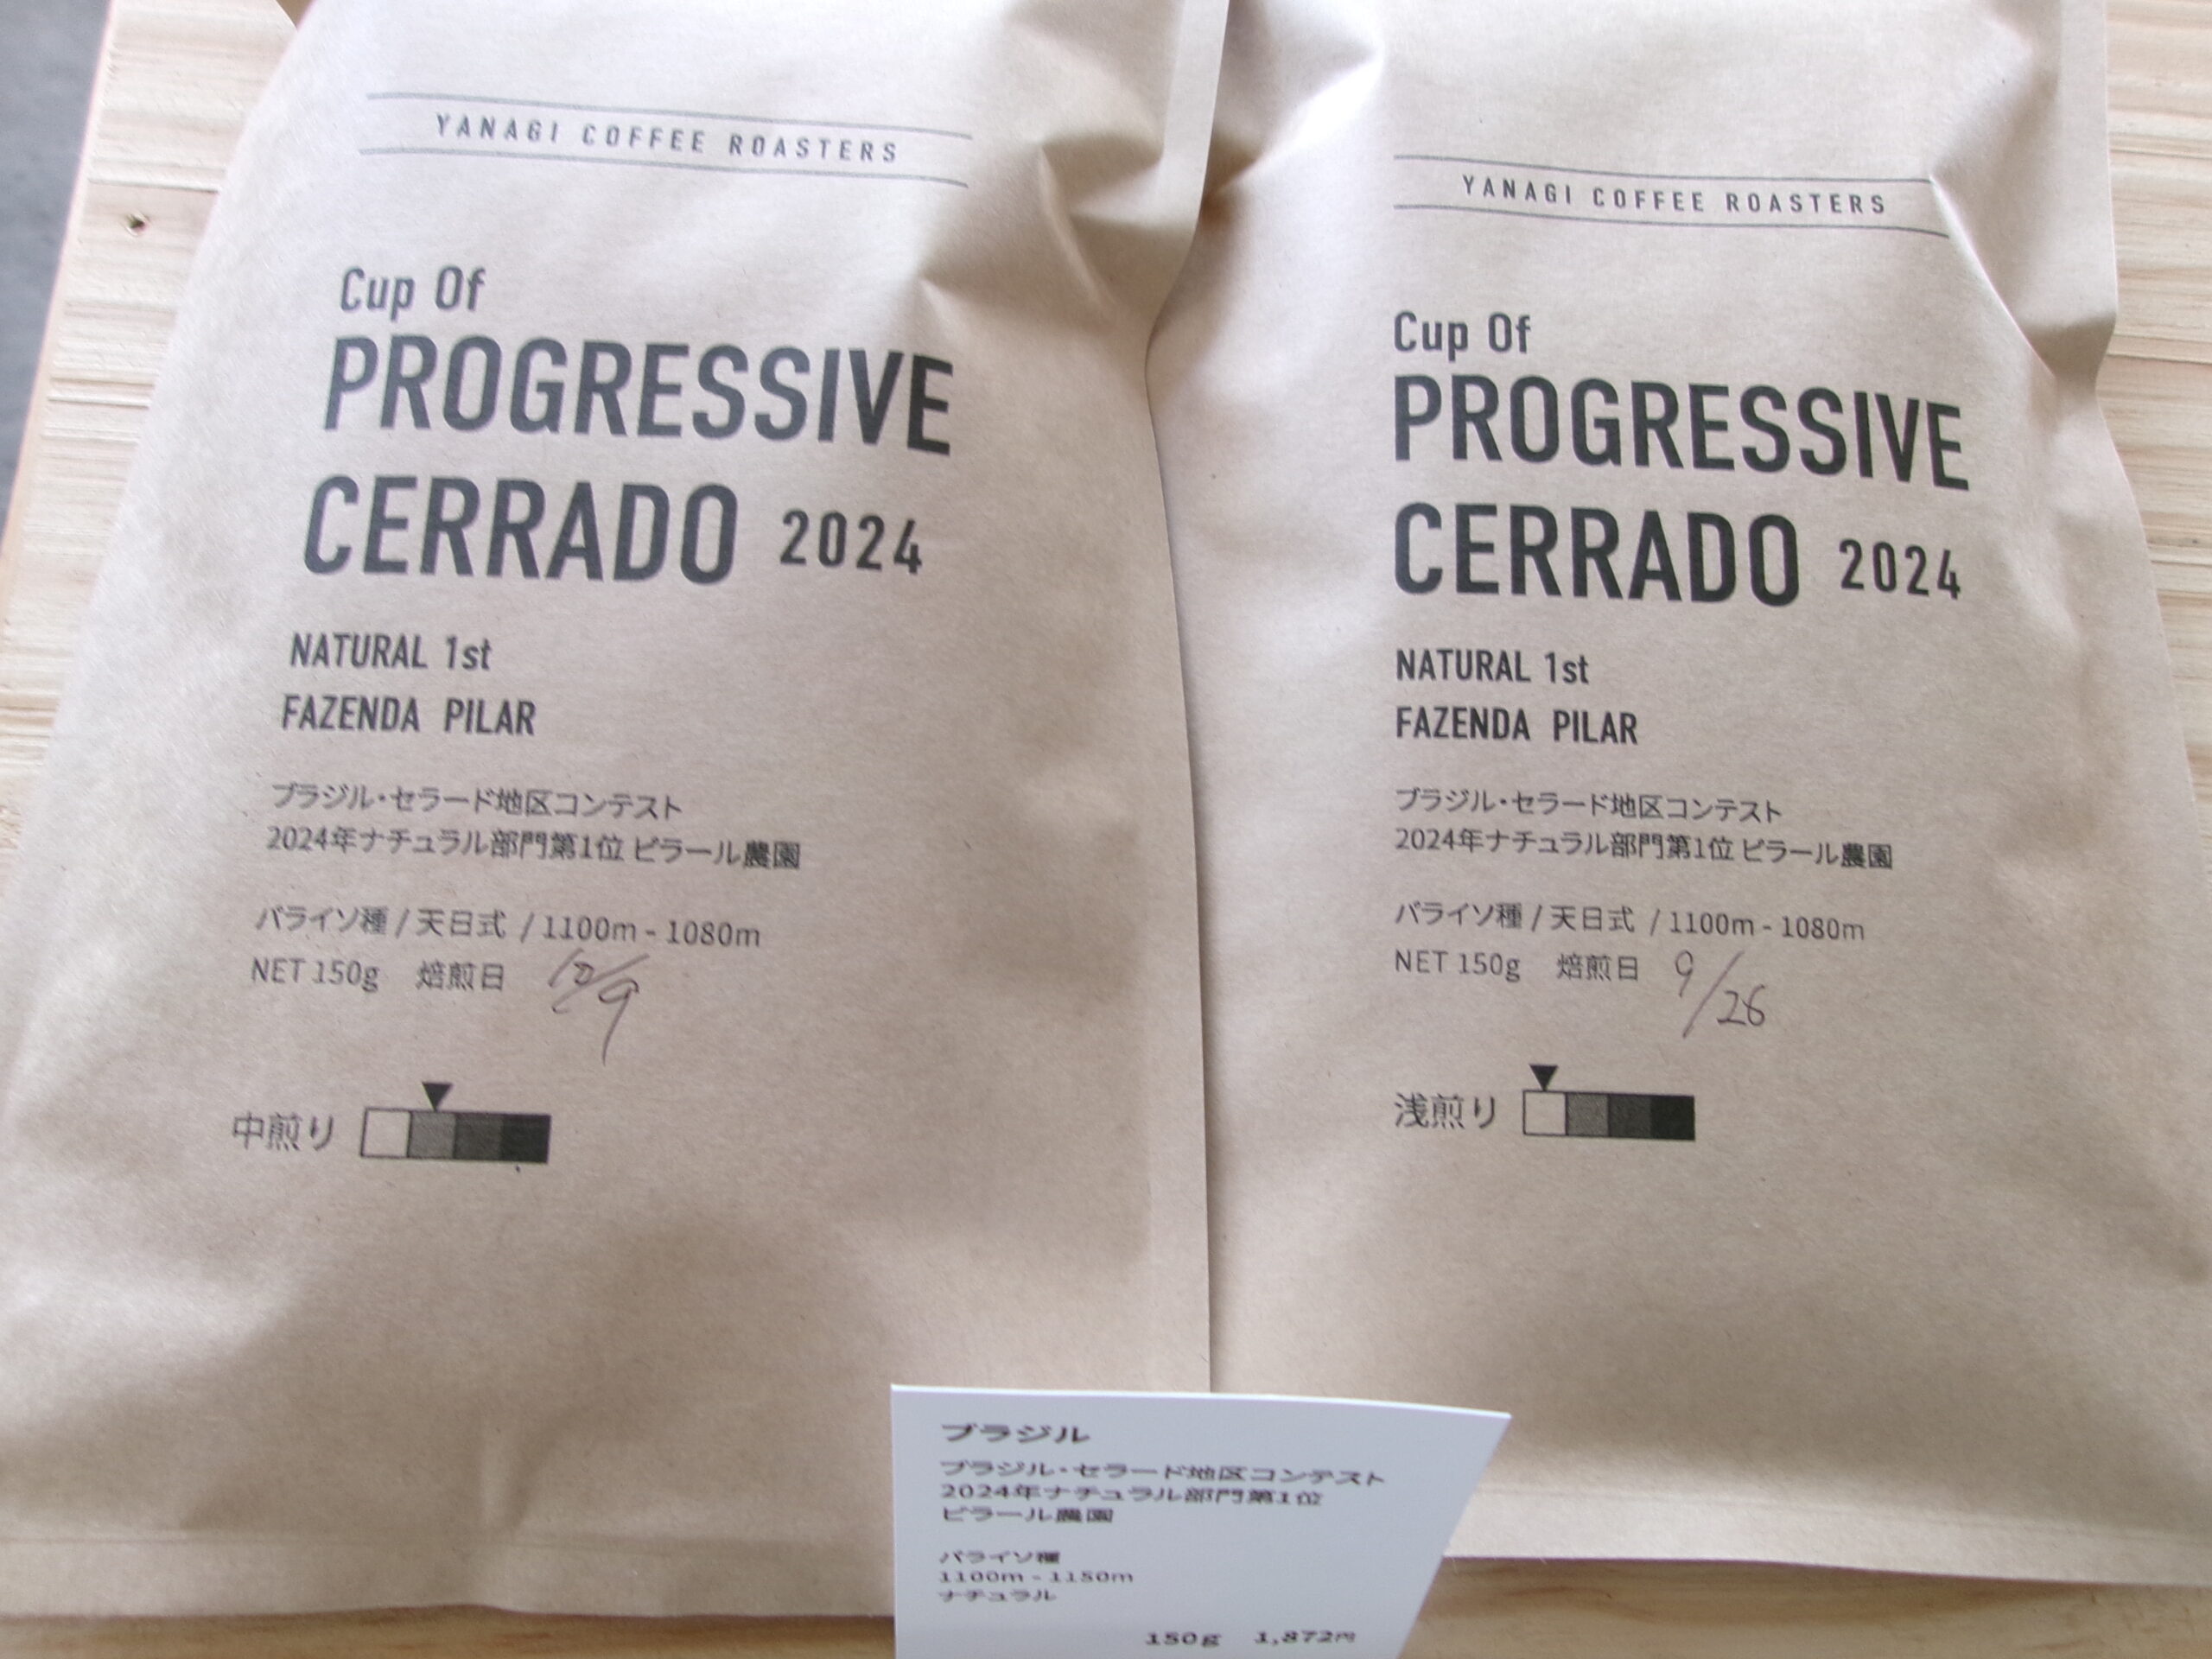 YANAGI COFFEE ROASTERS
Cup Of
PROGRESSIVE
CERRADO 2024
NATURAL 1st
FAZENDA PILAR
ブラジル・セラード地区コンテスト
2024年ナチュラル部門第1位 ピラール農園
パライソ種 / 天日式 / 1100m - 1080m
NET 150g 焙煎日 10/9
中煎り
YANAGI COFFEE ROASTERS
Cup Of
PROGRESSIVE
CERRADO 2024
NATURAL 1st
FAZENDA PILAR
ブラジル・セラード地区コンテスト
2024年ナチュラル部門第1位 ピラール農園
パライソ種 / 天日式 / 1100m - 1080m
NET 150g 焙煎日 9/26
浅煎り
ブラジル
ブラジル・セラード地区コンテスト
2024年ナチュラル部門第1位
ピラール農園
パライソ種
1100m - 1150m
ナチュラル
150g 1,872円